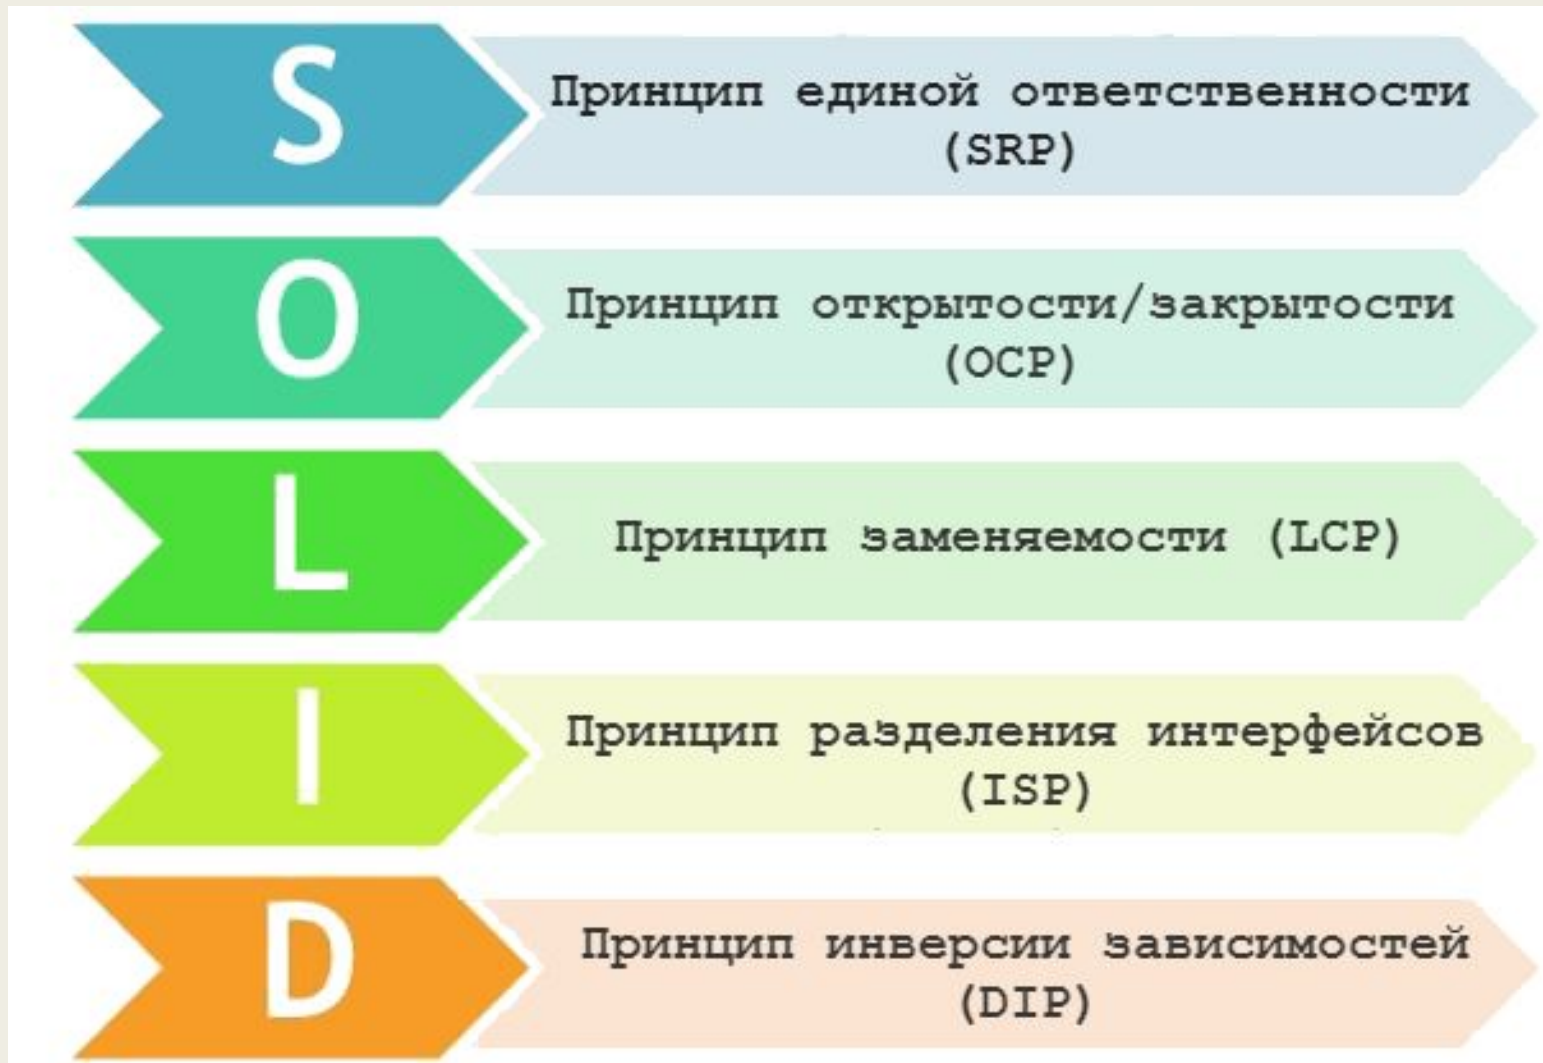 S
Принцип единой ответственности
(SRP)
O
Принцип открытости/закрытости
(OCP)
L
Принцип заменяемости (LCP)
I
Принцип разделения интерфейсов
(ISP)
D
Принцип инверсии зависимостей
(DIP)